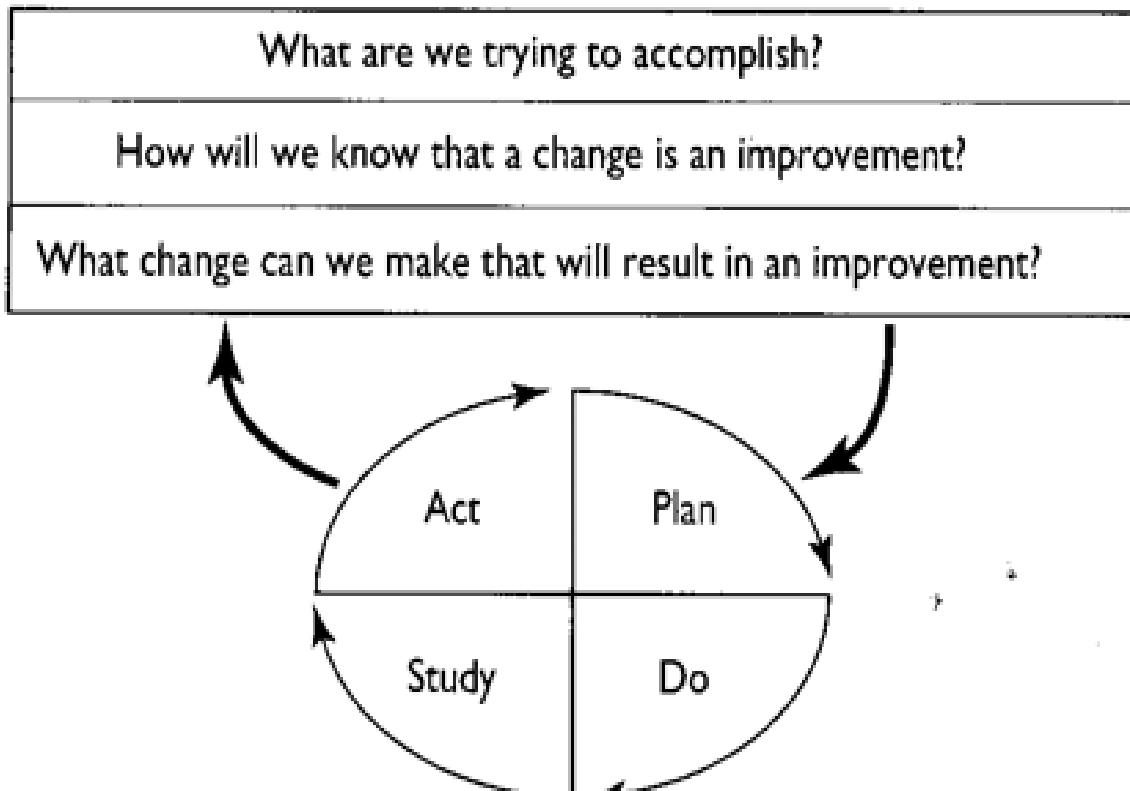 What are we trying to accomplish?
How will we know that a change is an improvement?
What change can we make that will result in an improvement?
Act
Plan
Study
Do